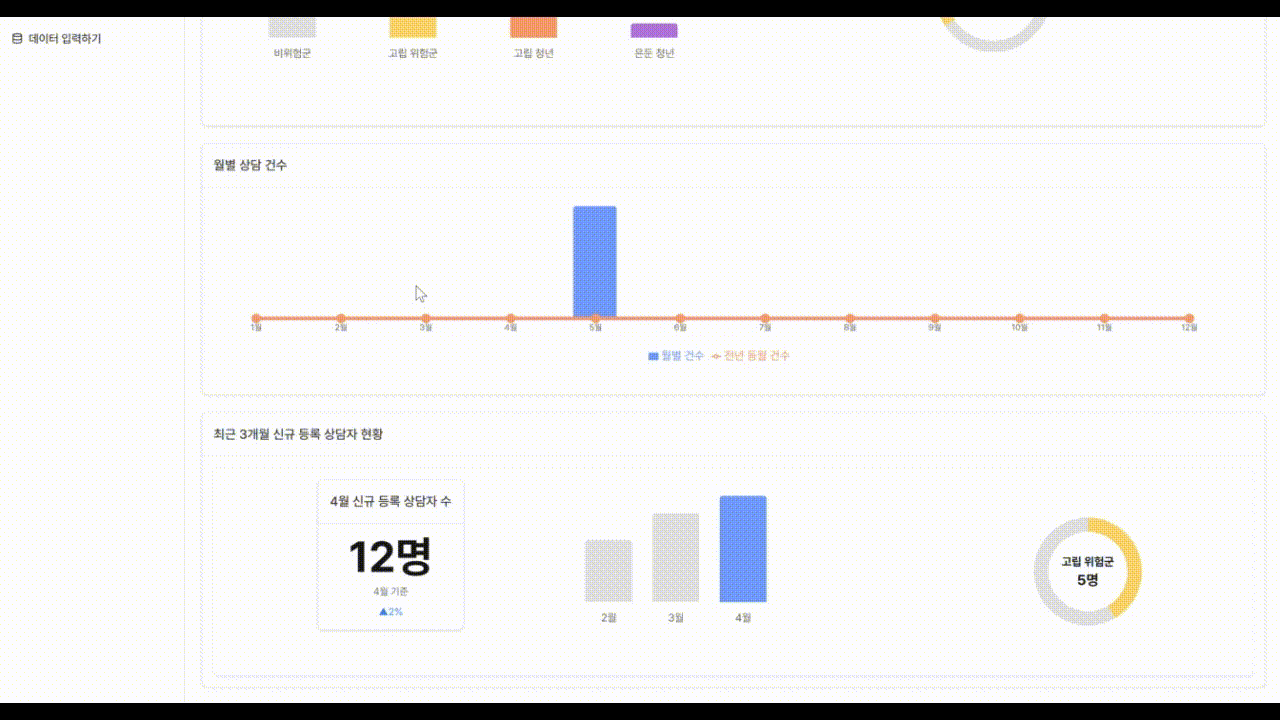 데이터 입력하기
비위험군 고립 위험군 고립 청년 은둔 청년
월별 상담 건수
1월 2월 3월 4월 5월 6월 7월 8월 9월 10월 11월 12월
월별 건수 전년 동월 건수
최근 3개월 신규 등록 상담자 현황
4월 신규 등록 상담자 수
12명
4월 기준
▲2%
2월 3월 4월
고립 위험군
5명